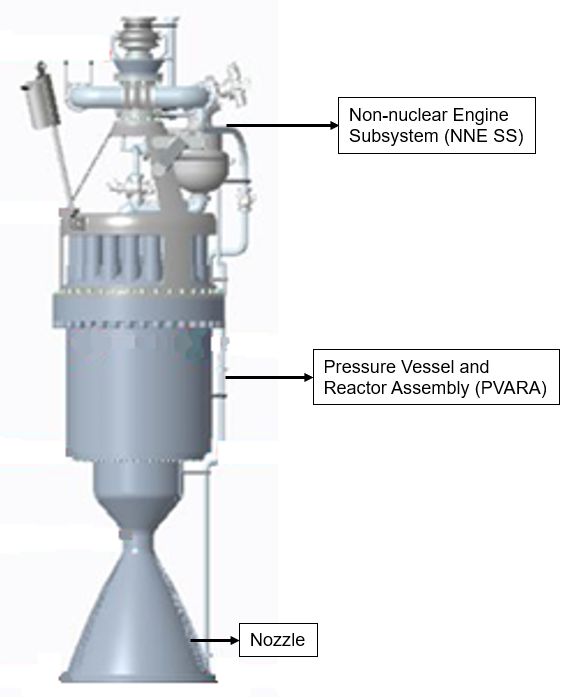 Non-nuclear Engine
Subsystem (NNE SS)
Pressure Vessel and
Reactor Assembly (PVARA)
Nozzle